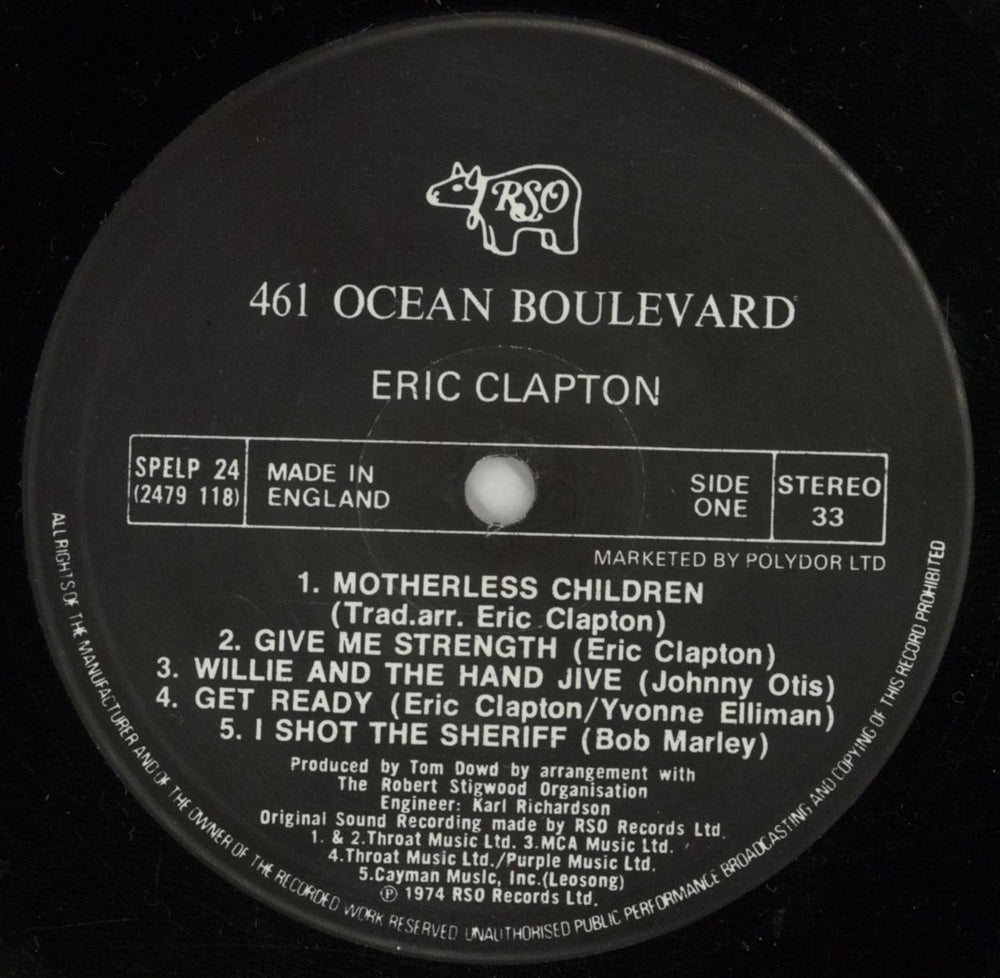 RSO
461 OCEAN BOULEVARD
ERIC CLAPTON
SPELP 24
(2479 118)
MADE IN
ENGLAND
SIDE
ONE
STEREO
33
MARKETED BY POLYDOR LTD
1. MOTHERLESS CHILDREN
(Trad.arr. Eric Clapton)
2. GIVE ME STRENGTH (Eric Clapton)
3. WILLIE AND THE HAND JIVE (Johnny Otis)
4. GET READY (Eric Clapton/Yvonne Elliman)
5. I SHOT THE SHERIFF (Bob Marley)
Produced by Tom Dowd by arrangement with
The Robert Stigwood Organisation
Engineer: Karl Richardson
Original Sound Recording made by RSO Records Ltd.
1. & 2.Throat Music Ltd. 3.MCA Music Ltd.
4.Throat Music Ltd./Purple Music Ltd.
5.Cayman Music, Inc.(Leosong)
℗ 1974 RSO Records Ltd.
ALL RIGHTS OF THE MANUFACTURER AND OF THE OWNER OF THE RECORDED WORK RESERVED UNAUTHORISED PUBLIC PERFORMANCE BROADCASTING AND COPYING OF THIS RECORD PROHIBITED